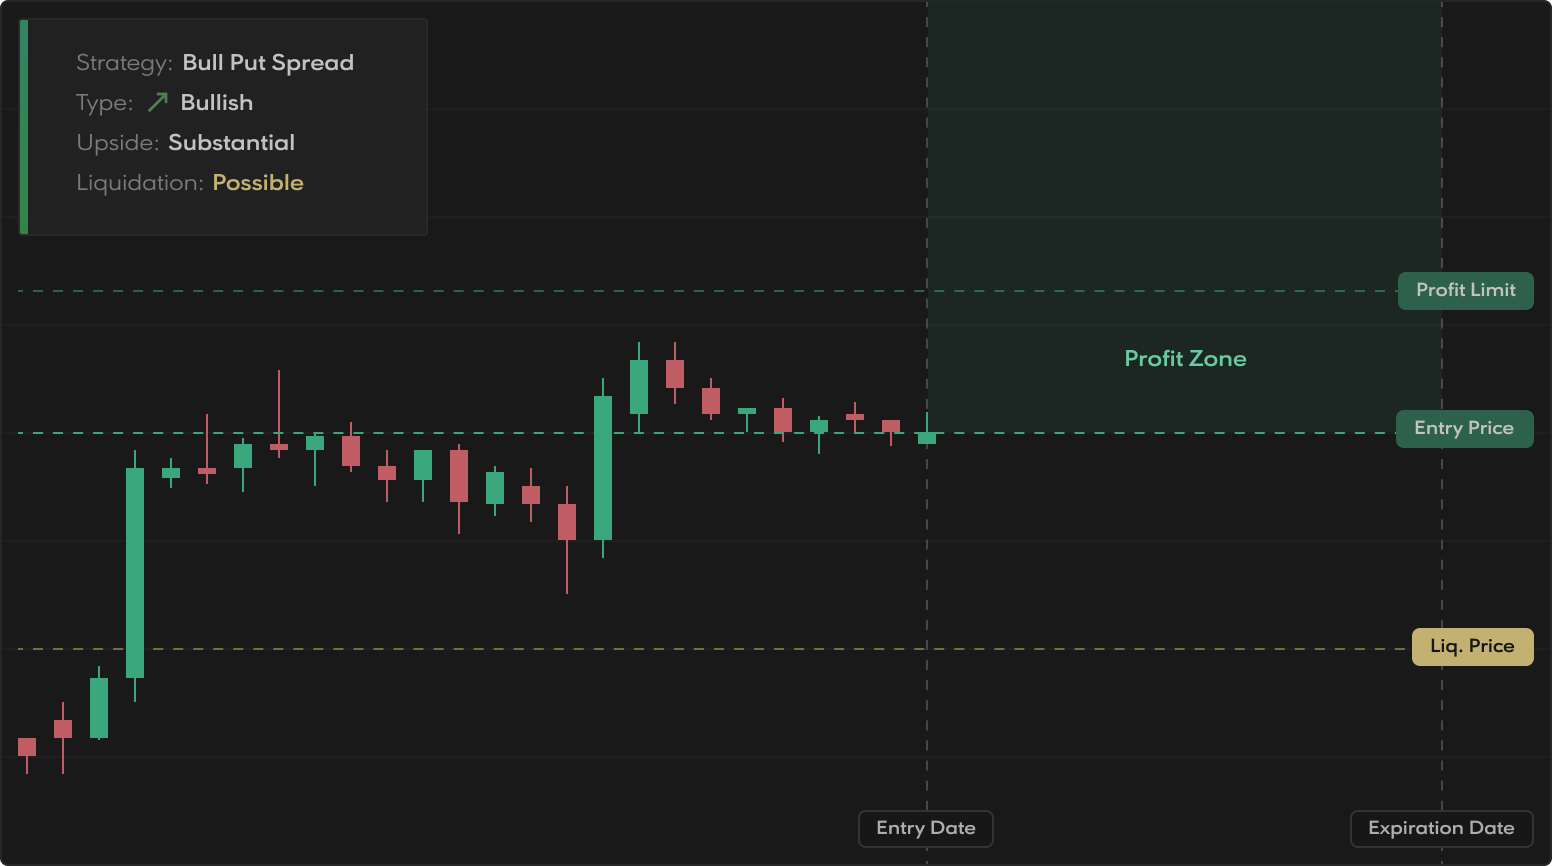 Strategy: Bull Put Spread
Type: Bullish
Upside: Substantial
Liquidation: Possible
Profit Limit
Profit Zone
Entry Price
Liq. Price
Entry Date
Expiration Date